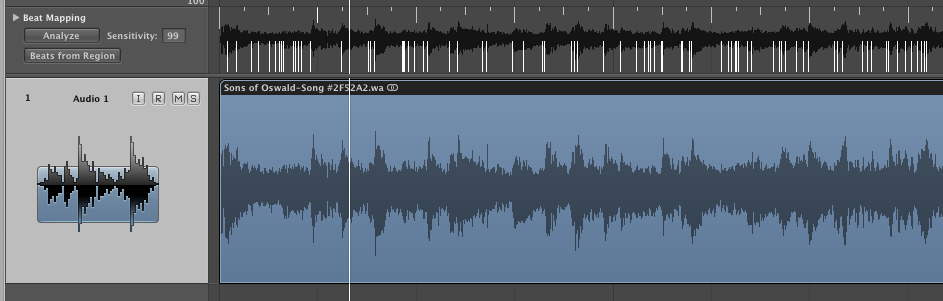 100
Beat Mapping
Analyze Sensitivity: 99
Beats from Region
1 Audio 1 I R M S
Sons of Oswald-Song #2F52A2.wa